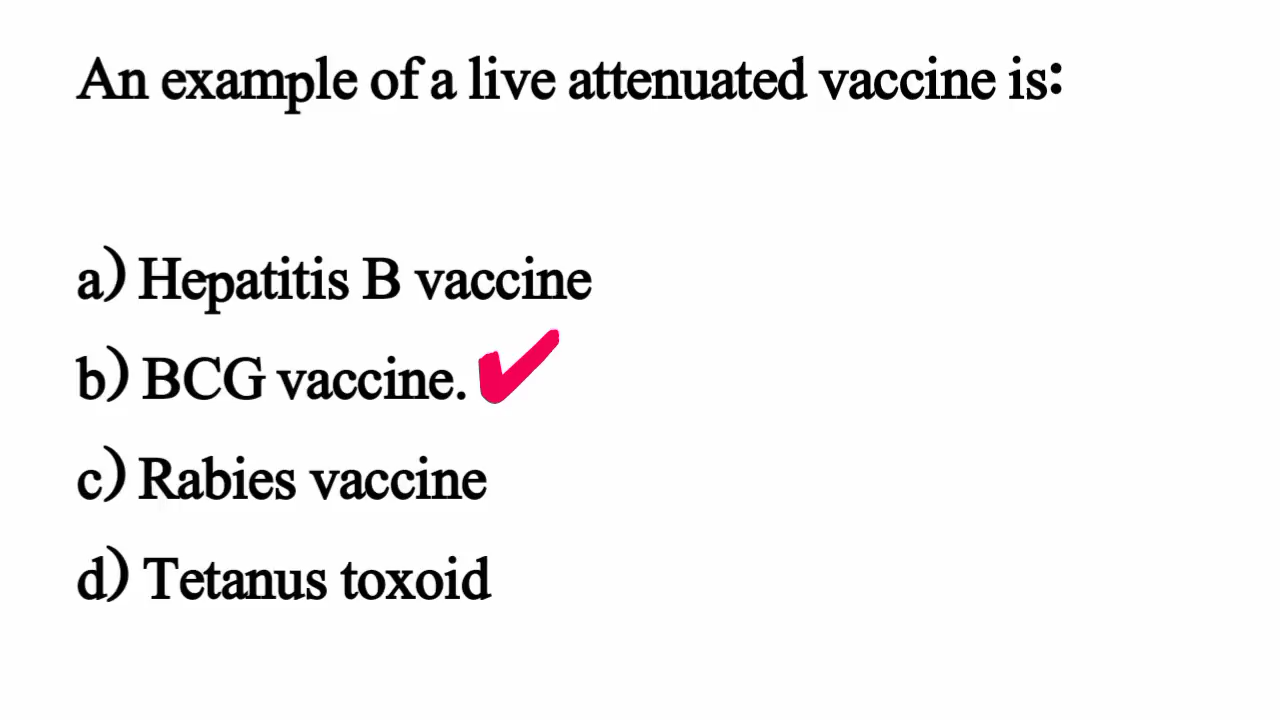 An example of a live attenuated vaccine is:
a) Hepatitis B vaccine
b) BCG vaccine.
c) Rabies vaccine
d) Tetanus toxoid